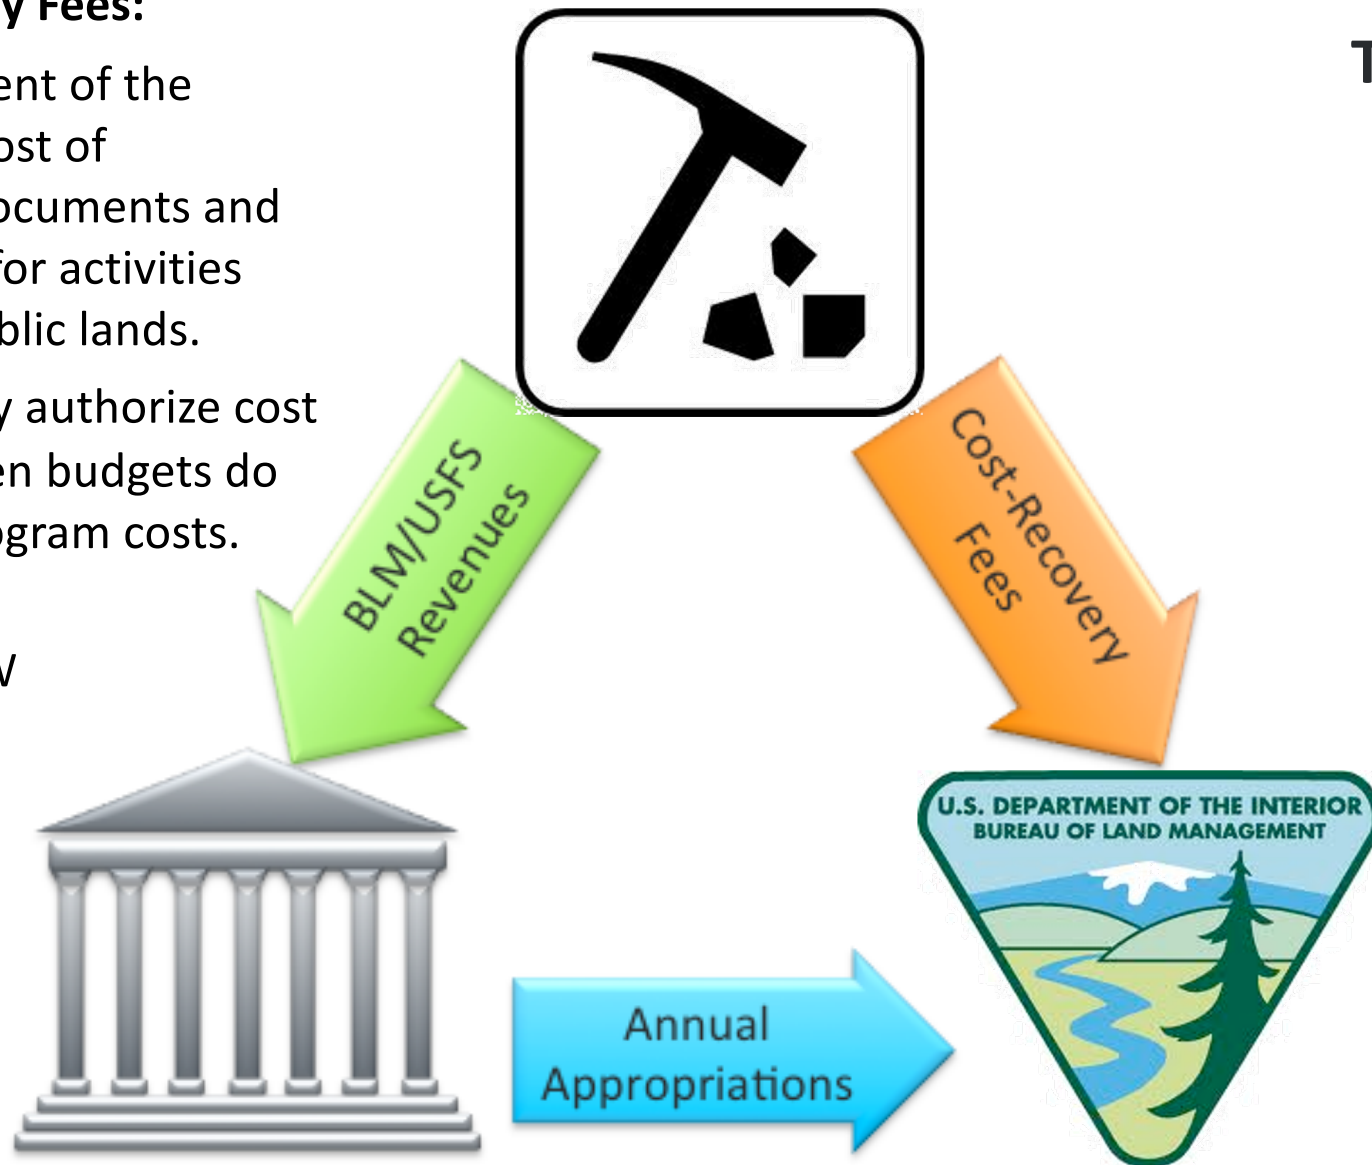 y Fees:
ent of the
ost of
ocuments and
for activities
blic lands.
y authorize cost
en budgets do
ogram costs.
W
T
BLM/USFS
Revenues
Cost-Recovery
Fees
U.S. DEPARTMENT OF THE INTERIOR
BUREAU OF LAND MANAGEMENT
Annual
Appropriations